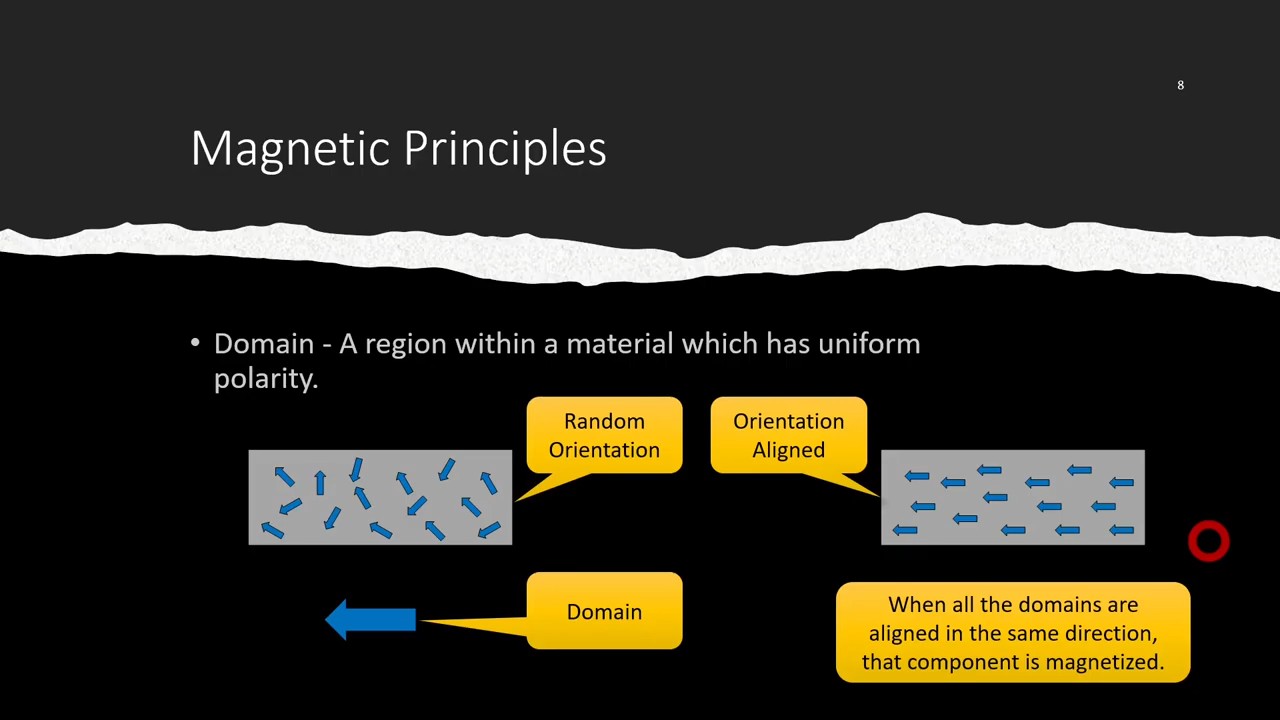 8
Magnetic Principles
• Domain - A region within a material which has uniform
polarity.
Random
Orientation
Orientation
Aligned
Domain
When all the domains are
aligned in the same direction,
that component is magnetized.